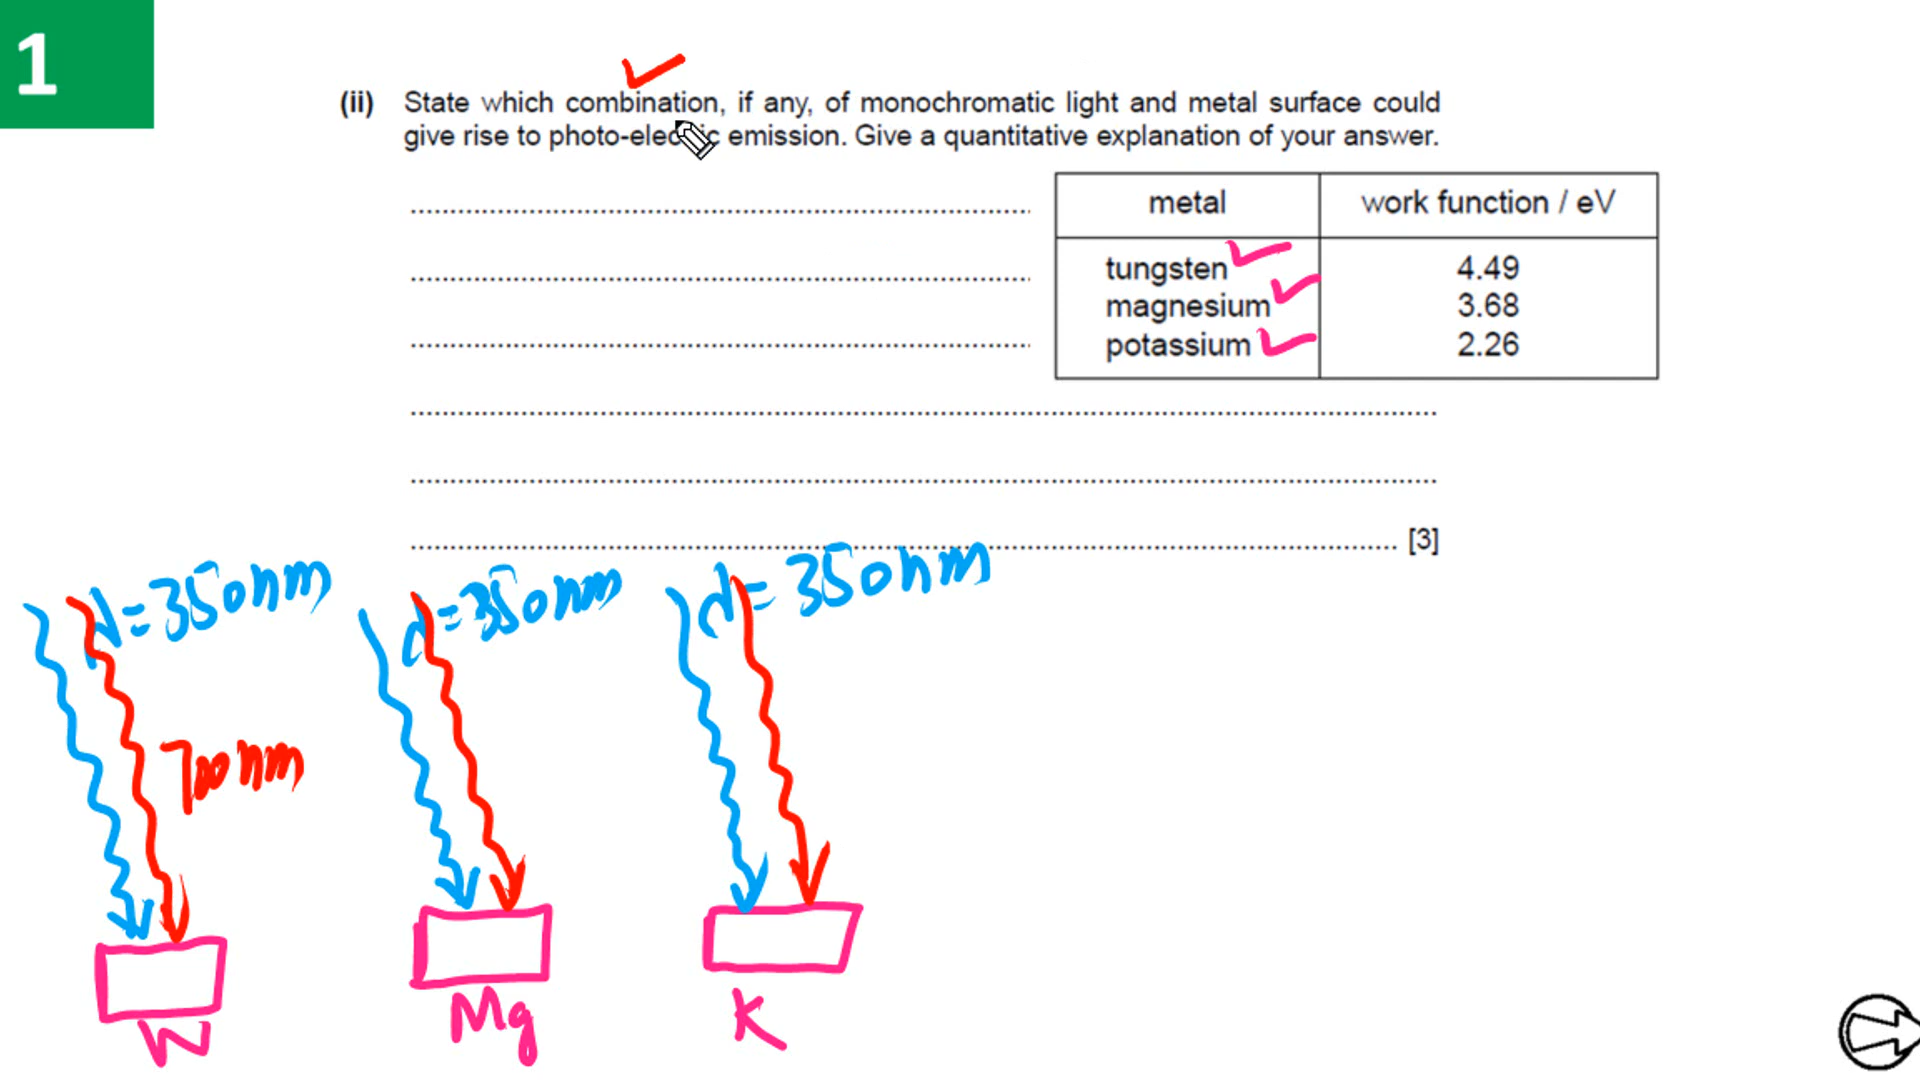 1
(ii) State which combination, if any, of monochromatic light and metal surface could
give rise to photo-electric emission. Give a quantitative explanation of your answer.
metal work function / eV
tungsten 4.49
magnesium 3.68
potassium 2.26
[3]
λ=350nm λ=350nm λ=350nm
700nm
W Mg K